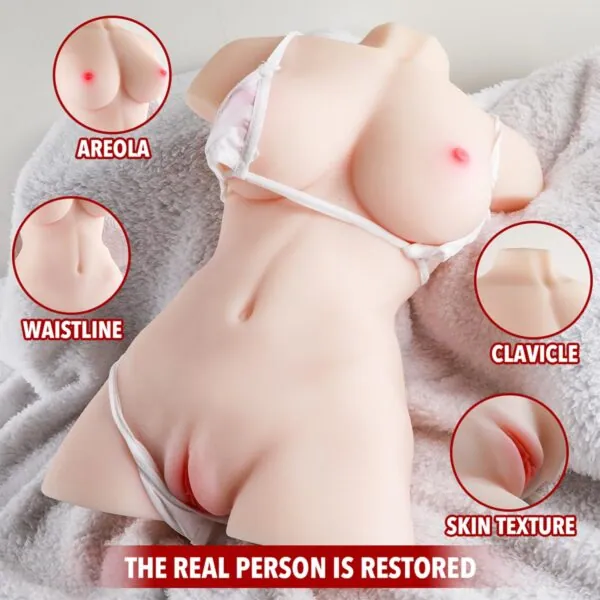 AREOLA
WAISTLINE
CLAVICLE
SKIN TEXTURE
THE REAL PERSON IS RESTORED